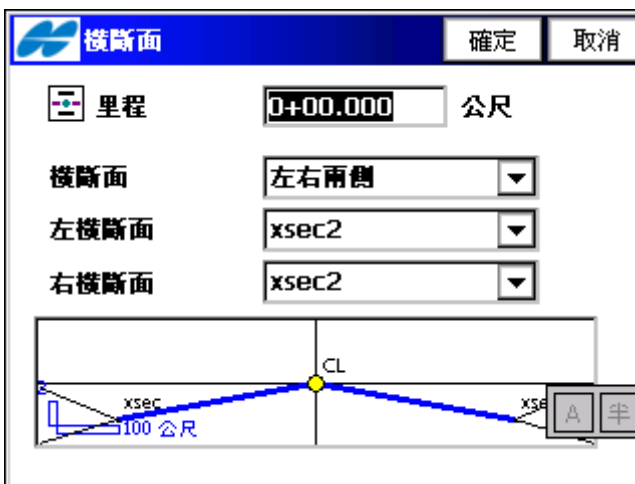 橫斷面 確定 取消
里程 0+00.000 公尺
橫斷面 左右兩側
左橫斷面 xsec2
右橫斷面 xsec2
CL
xsec
100 公尺
A 半